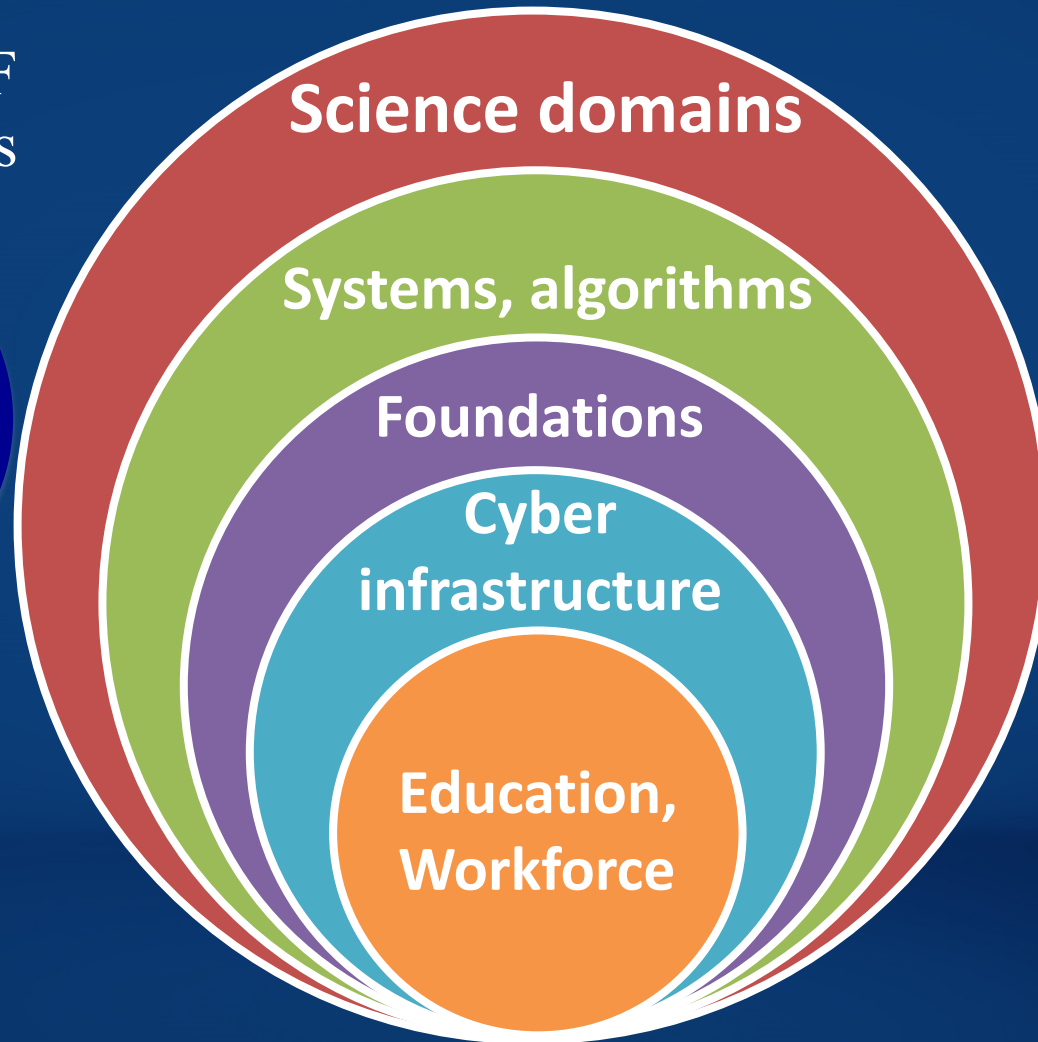 Science domains
Systems, algorithms
Foundations
Cyber
infrastructure
Education,
Workforce